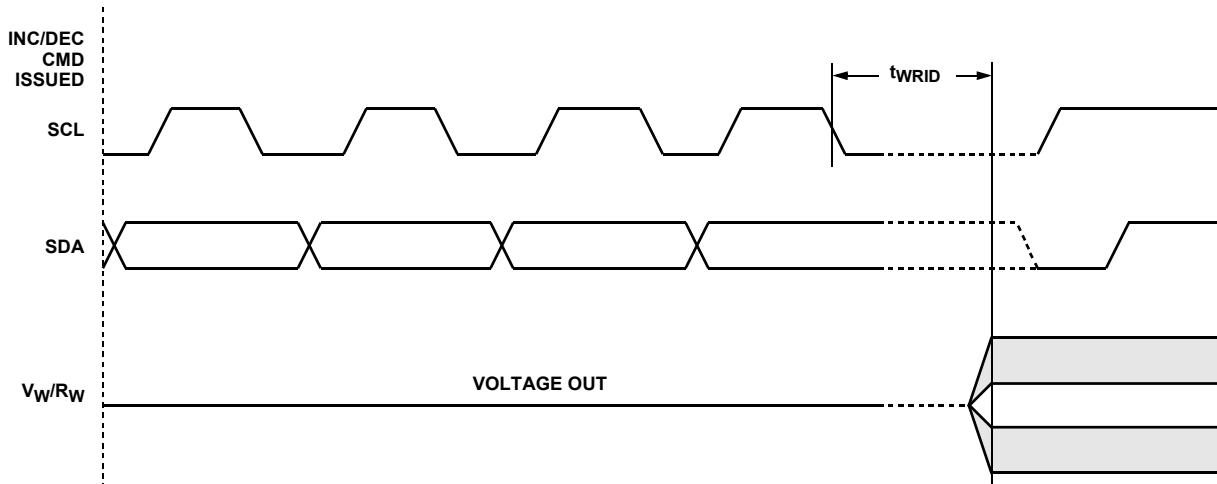 INC/DEC
CMD
ISSUED
tWRID
SCL
SDA
VOLTAGE OUT
VW/RW